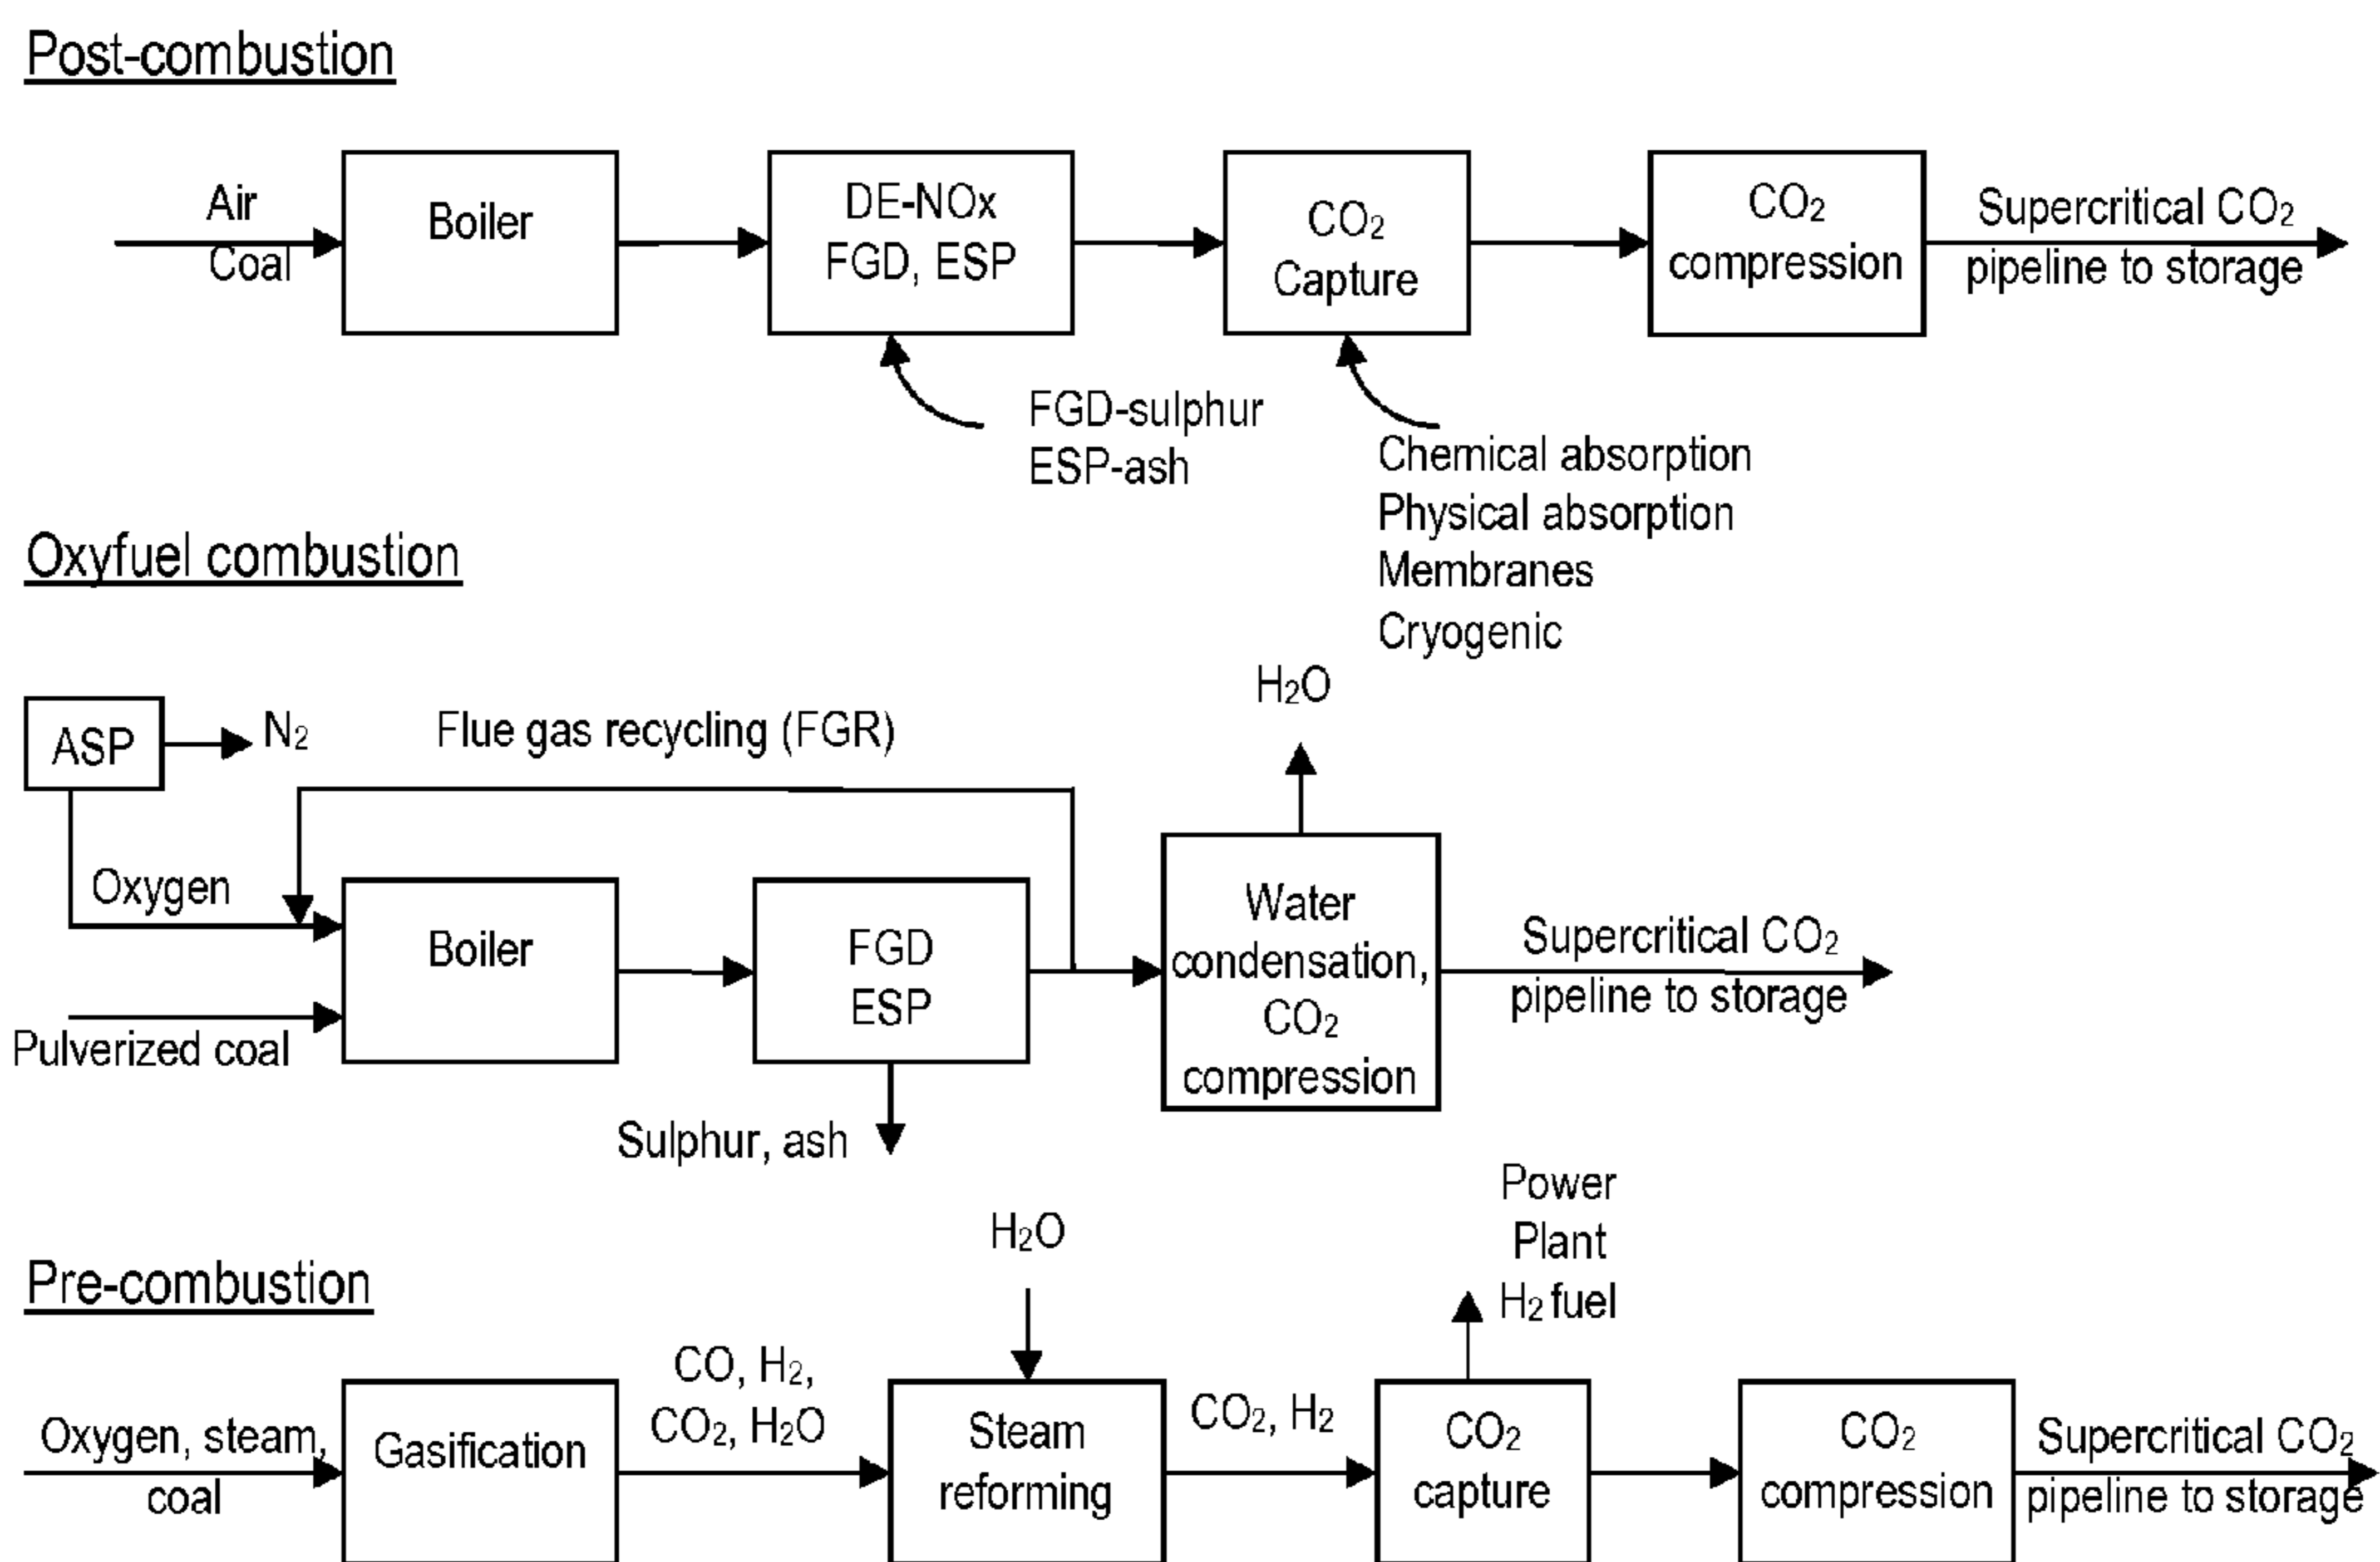 Post-combustion
Air
Coal
Boiler
DE-NOx
FGD, ESP
CO₂
Capture
CO₂
compression
Supercritical CO₂
pipeline to storage
FGD-sulphur
ESP-ash
Chemical absorption
Physical absorption
Membranes
Cryogenic
Oxyfuel combustion
ASP
N₂
Flue gas recycling (FGR)
H₂O
Oxygen
Pulverized coal
Boiler
FGD
ESP
Sulphur, ash
Water
condensation,
CO₂
compression
Supercritical CO₂
pipeline to storage
Pre-combustion
Oxygen, steam,
coal
Gasification
CO, H₂,
CO₂, H₂O
H₂O
Steam
reforming
CO₂, H₂
Power
Plant
H₂ fuel
CO₂
capture
CO₂
compression
Supercritical CO₂
pipeline to storage